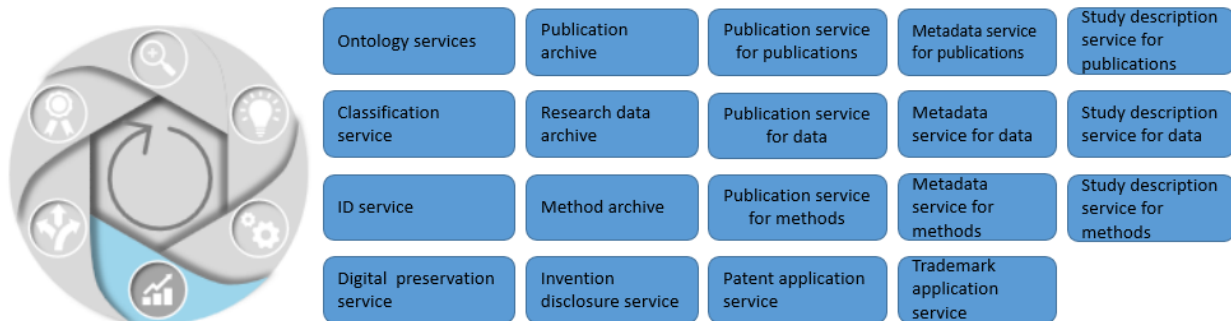 Ontology services
Publication
archive
Publication service
for publications
Metadata service
for publications
Study description
service for
publications
Classification
service
Research data
archive
Publication service
for data
Metadata
service for data
Study description
service for data
ID service
Method archive
Publication service
for methods
Metadata
service for
methods
Study description
service for
methods
Digital preservation
service
Invention
disclosure service
Patent application
service
Trademark
application
service